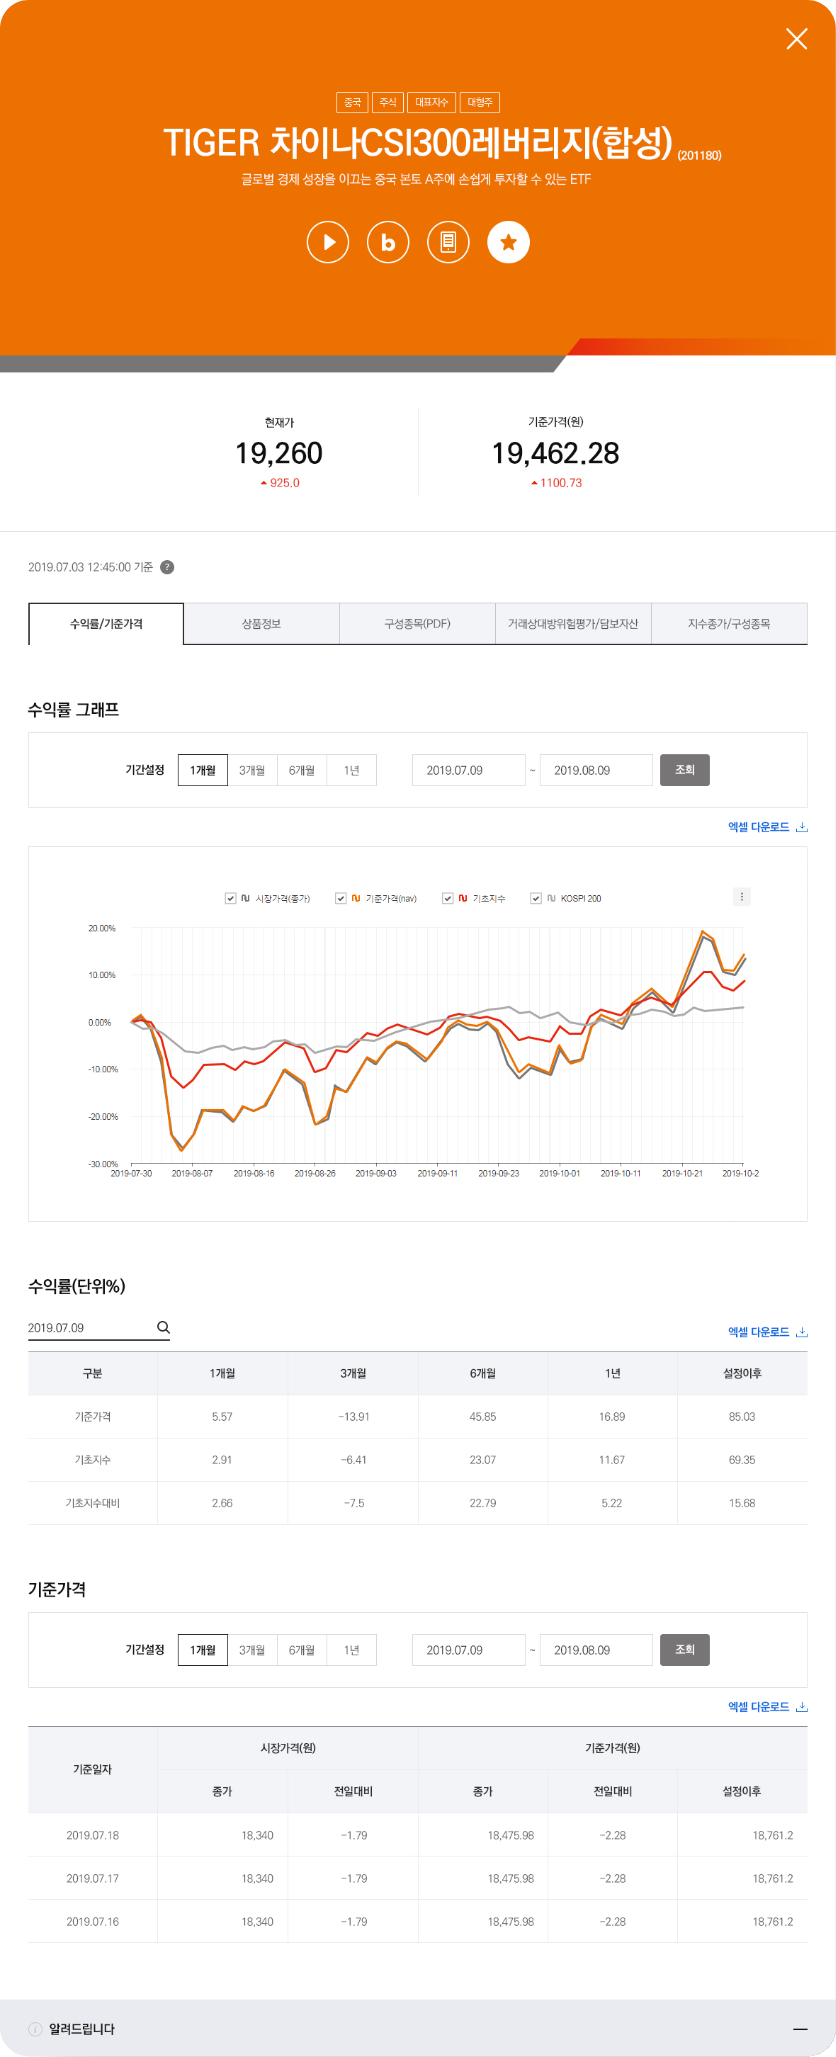 중국 주식 대표지수 대형주
TIGER 차이나CSI300레버리지(합성) (201180)
글로벌 경제 성장을 이끄는 중국 본토 A주에 손쉽게 투자할 수 있는 ETF
b
현재가 기준가격(원)
19,260 19,462.28
925.0 1100.73
2019.07.03 12:45:00 기준 ?
수익률/기준가격 상품정보 구성종목(PDF) 거래상대방위험평가/담보자산 지수종가/구성종목
수익률 그래프
기간설정 1개월 3개월 6개월 1년 2019.07.09 ~ 2019.08.09 조회
엑셀 다운로드
시장가격(종가) 기준가격(nav) 기초지수 KOSPI 200
20.00%
10.00%
0.00%
-10.00%
-20.00%
-30.00%
2019-07-30 2019-08-07 2019-08-16 2019-08-26 2019-09-03 2019-09-11 2019-09-23 2019-10-01 2019-10-11 2019-10-21 2019-10-2
수익률(단위%)
2019.07.09
엑셀 다운로드
구분 1개월 3개월 6개월 1년 설정이후
기준가격 5.57 -13.91 45.85 16.89 85.03
기초지수 2.91 -6.41 23.07 11.67 69.35
기초지수대비 2.66 -7.5 22.79 5.22 15.68
기준가격
기간설정 1개월 3개월 6개월 1년 2019.07.09 ~ 2019.08.09 조회
엑셀 다운로드
기준일자 시장가격(원) 기준가격(원)
종가 전일대비 종가 전일대비 설정이후
2019.07.18 18,340 -1.79 18,475.98 -2.28 18,761.2
2019.07.17 18,340 -1.79 18,475.98 -2.28 18,761.2
2019.07.16 18,340 -1.79 18,475.98 -2.28 18,761.2
i 알려드립니다